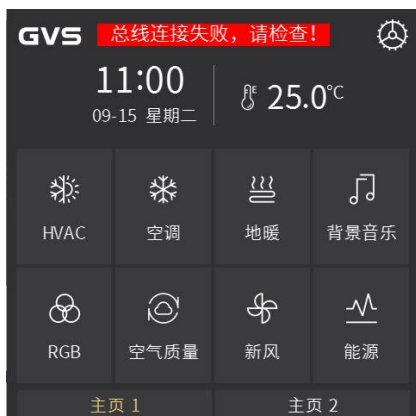 GVS 总线连接失败，请检查！
11:00
09-15 星期二
E 25.0℃
HVAC 空调 地暖 背景音乐
RGB 空气质量 新风 能源
主页 1 主页 2